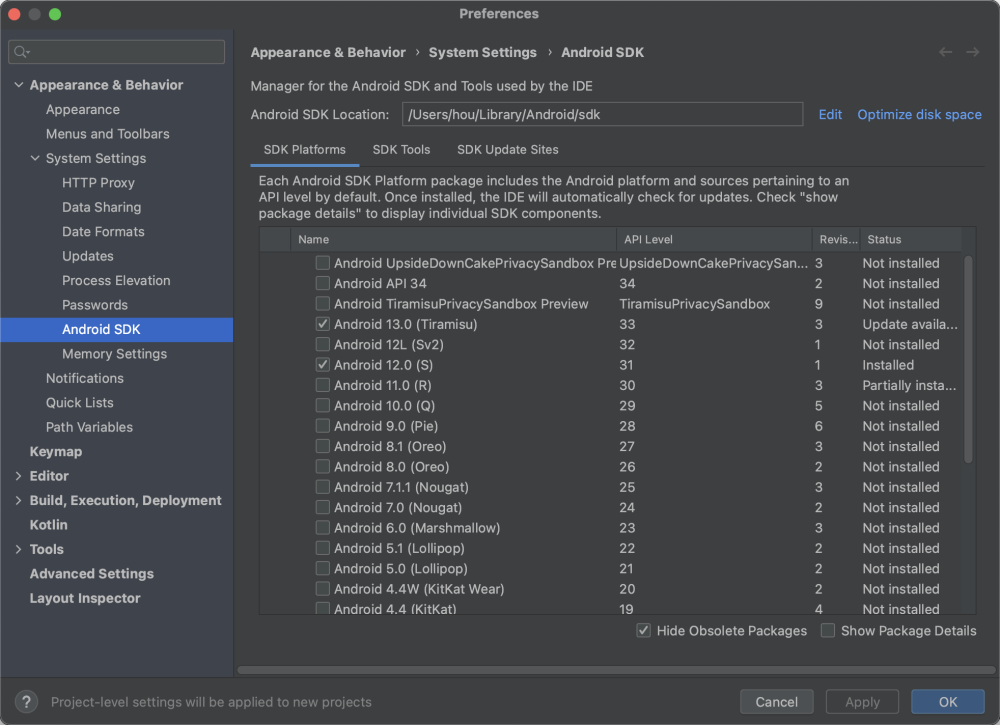 Preferences
Appearance & Behavior › System Settings › Android SDK
Manager for the Android SDK and Tools used by the IDE
Android SDK Location: /Users/hou/Library/Android/sdk Edit Optimize disk space
SDK Platforms SDK Tools SDK Update Sites
Each Android SDK Platform package includes the Android platform and sources pertaining to an
API level by default. Once installed, the IDE will automatically check for updates. Check "show
package details" to display individual SDK components.
Appearance & Behavior
Appearance
Menus and Toolbars
System Settings
HTTP Proxy
Data Sharing
Date Formats
Updates
Process Elevation
Passwords
Android SDK
Memory Settings
Notifications
Quick Lists
Path Variables
Keymap
Editor
Build, Execution, Deployment
Kotlin
Tools
Advanced Settings
Layout Inspector
Name API Level Revis... Status
Android UpsideDownCakePrivacySandbox Pre UpsideDownCakePrivacySan... 3 Not installed
Android API 34 34 2 Not installed
Android TiramisuPrivacySandbox Preview TiramisuPrivacySandbox 9 Not installed
Android 13.0 (Tiramisu) 33 3 Update availa...
Android 12L (Sv2) 32 1 Not installed
Android 12.0 (S) 31 1 Installed
Android 11.0 (R) 30 3 Partially insta...
Android 10.0 (Q) 29 5 Not installed
Android 9.0 (Pie) 28 6 Not installed
Android 8.1 (Oreo) 27 3 Not installed
Android 8.0 (Oreo) 26 2 Not installed
Android 7.1.1 (Nougat) 25 3 Not installed
Android 7.0 (Nougat) 24 2 Not installed
Android 6.0 (Marshmallow) 23 3 Not installed
Android 5.1 (Lollipop) 22 2 Not installed
Android 5.0 (Lollipop) 21 2 Not installed
Android 4.4W (KitKat Wear) 20 2 Not installed
Android 4.4 (KitKat) 19 4 Not installed
Hide Obsolete Packages Show Package Details
? Project-level settings will be applied to new projects
Cancel Apply OK